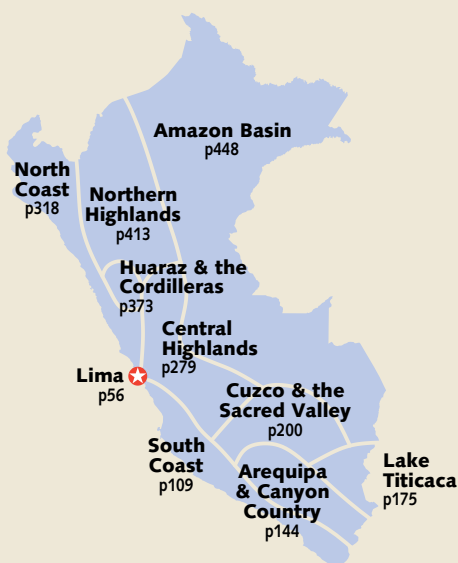 Amazon Basin
p448
North
Coast
p318
Northern
Highlands
p413
Huaraz & the
Cordilleras
p373
Central
Highlands
p279
Lima
p56
Cuzco & the
Sacred Valley
p200
South
Coast
p109
Arequipa
& Canyon
Country
p144
Lake
Titicaca
p175